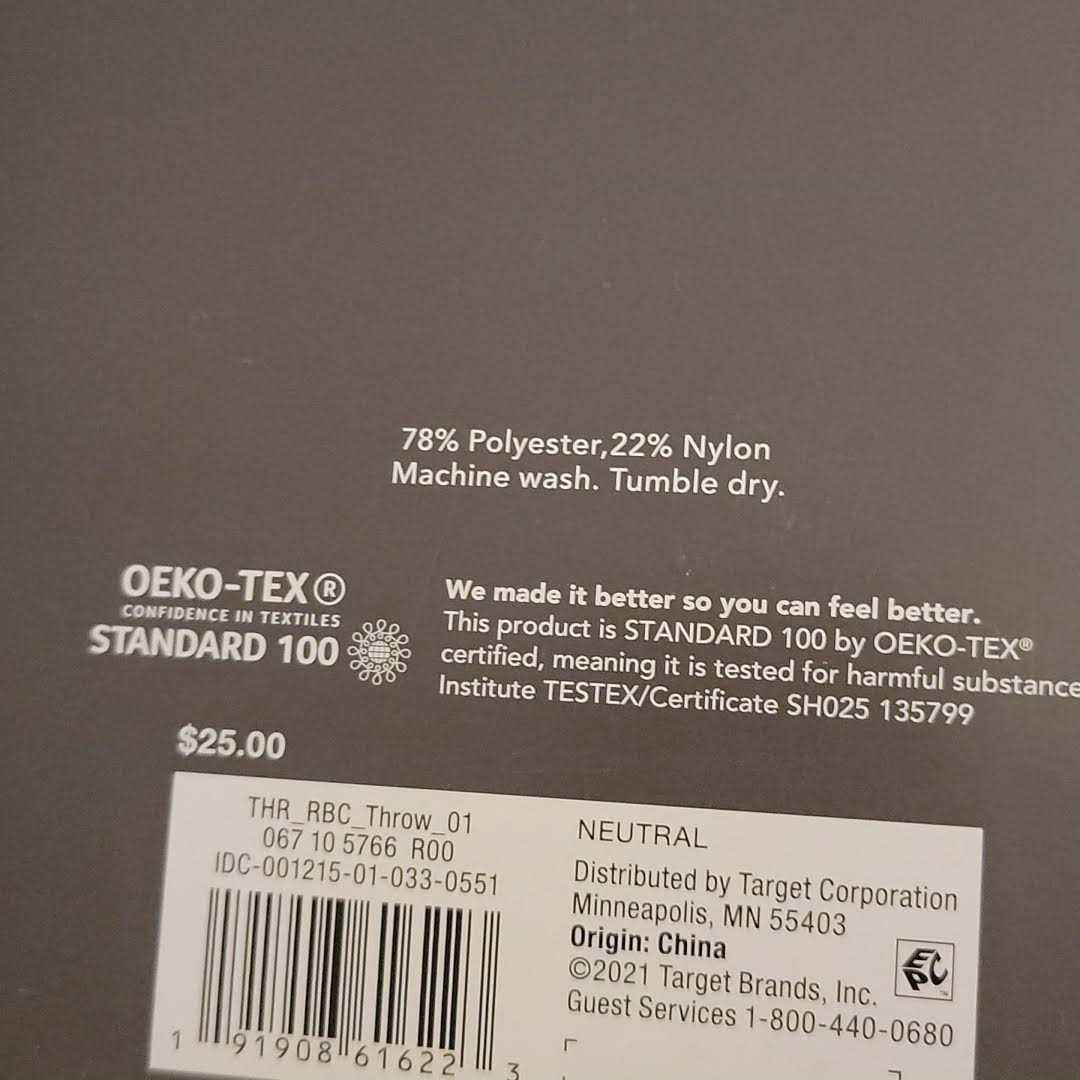 78% Polyester,22% Nylon
Machine wash. Tumble dry.
OEKO-TEX®
CONFIDENCE IN TEXTILES
STANDARD 100
We made it better so you can feel better.
This product is STANDARD 100 by OEKO-TEX®
certified, meaning it is tested for harmful substance
Institute TESTEX/Certificate SH025 135799
$25.00
THR_RBC_Throw_01
067 10 5766 R00
IDC-001215-01-033-0551
1 91908 61622 3
NEUTRAL
Distributed by Target Corporation
Minneapolis, MN 55403
Origin: China
©2021 Target Brands, Inc.
Guest Services 1-800-440-0680
EPC™